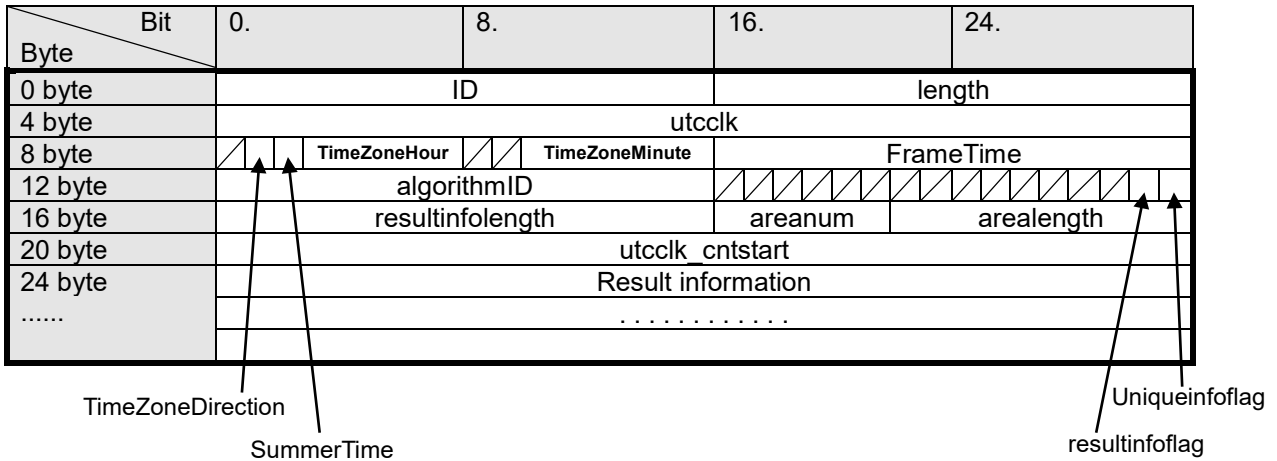 Bit 0. 8. 16. 24.
Byte
0 byte ID length
4 byte utcclk
8 byte TimeZoneHour TimeZoneMinute FrameTime
12 byte algorithmID
16 byte resultinfolength areanum arealength
20 byte utcclk_cntstart
24 byte Result information
...... . . . . . . . . . . . .
TimeZoneDirection Uniqueinfoflag
SummerTime resultinfoflag